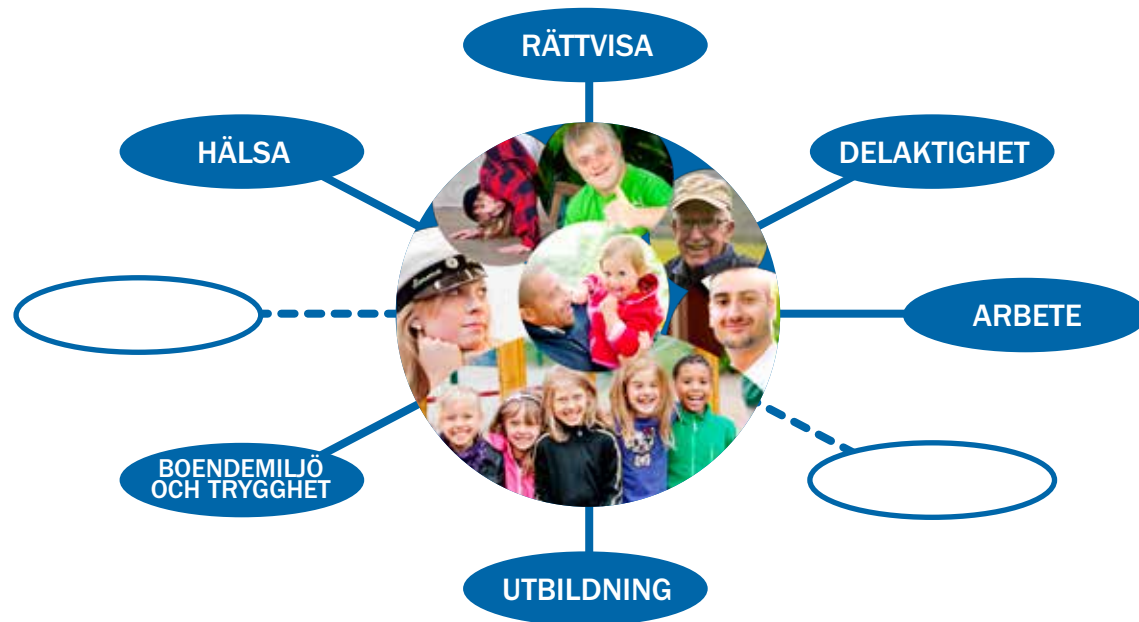 RÄTTVISA
HÄLSA
DELAKTIGHET
ARBETE
BOENDEMILJÖ
OCH TRYGGHET
UTBILDNING